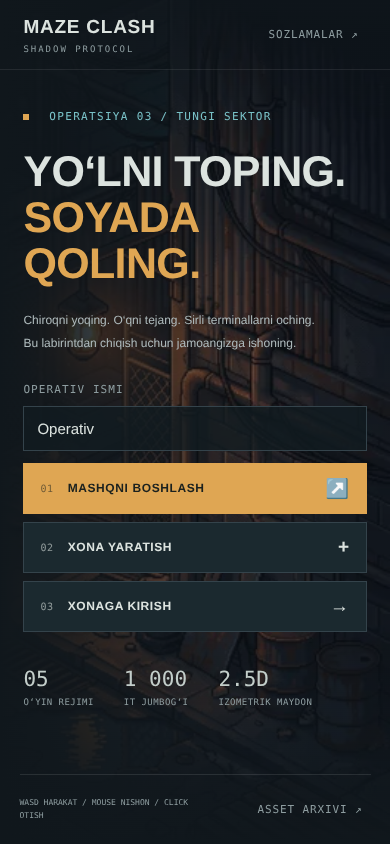 MAZE CLASH
SHADOW PROTOCOL
SOZLAMALAR ↗
OPERATSIYA 03 / TUNGI SEKTOR
YO‘LNI TOPING.
SOYADA
QOLING.
Chiroqni yoqing. O‘qni tejang. Sirli terminallarni oching.
Bu labirintdan chiqish uchun jamoangizga ishoning.
OPERATIV ISMI
Operativ
01 MASHQNI BOSHLASH ↗
02 XONA YARATISH +
03 XONAGA KIRISH →
05 1 000 2.5D
O‘YIN REJIMI IT JUMBOG‘I IZOMETRIK MAYDON
WASD HARAKAT / MOUSE NISHON / CLICK
OTISH
ASSET ARXIVI ↗